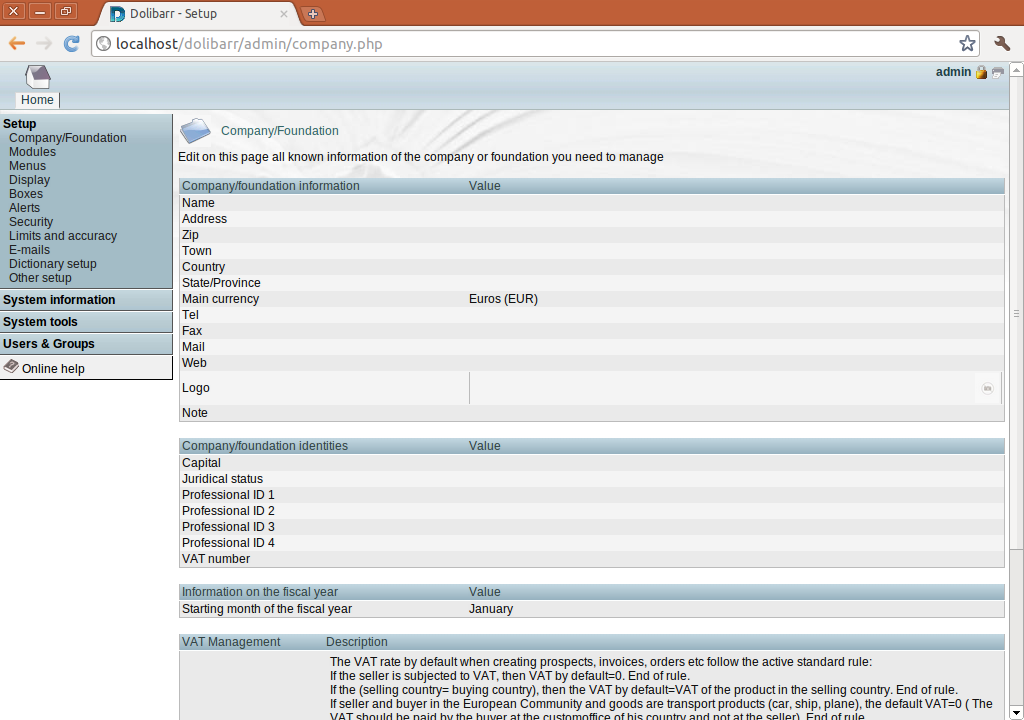 Dolibarr - Setup
localhost/dolibarr/admin/company.php
admin
Home
Setup
Company/Foundation
Modules
Menus
Display
Boxes
Alerts
Security
Limits and accuracy
E-mails
Dictionary setup
Other setup
System information
System tools
Users & Groups
Online help
Company/Foundation
Edit on this page all known information of the company or foundation you need to manage
Company/foundation information Value
Name
Address
Zip
Town
Country
State/Province
Main currency Euros (EUR)
Tel
Fax
Mail
Web
Logo
Note
Company/foundation identities Value
Capital
Juridical status
Professional ID 1
Professional ID 2
Professional ID 3
Professional ID 4
VAT number
Information on the fiscal year Value
Starting month of the fiscal year January
VAT Management Description
The VAT rate by default when creating prospects, invoices, orders etc follow the active standard rule:
If the seller is subjected to VAT, then VAT by default=0. End of rule.
If the (selling country= buying country), then the VAT by default=VAT of the product in the selling country. End of rule.
If seller and buyer in the European Community and goods are transport products (car, ship, plane), the default VAT=0 ( The
VAT should be paid by the buyer at the customoffice of his country and not at the seller). End of rule.